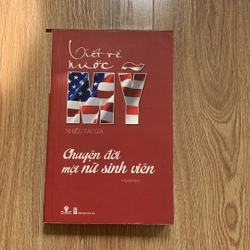 Viết về
nước
MỸ
NHIỀU TÁC GIẢ
Chuyện đời
một nữ sinh viên